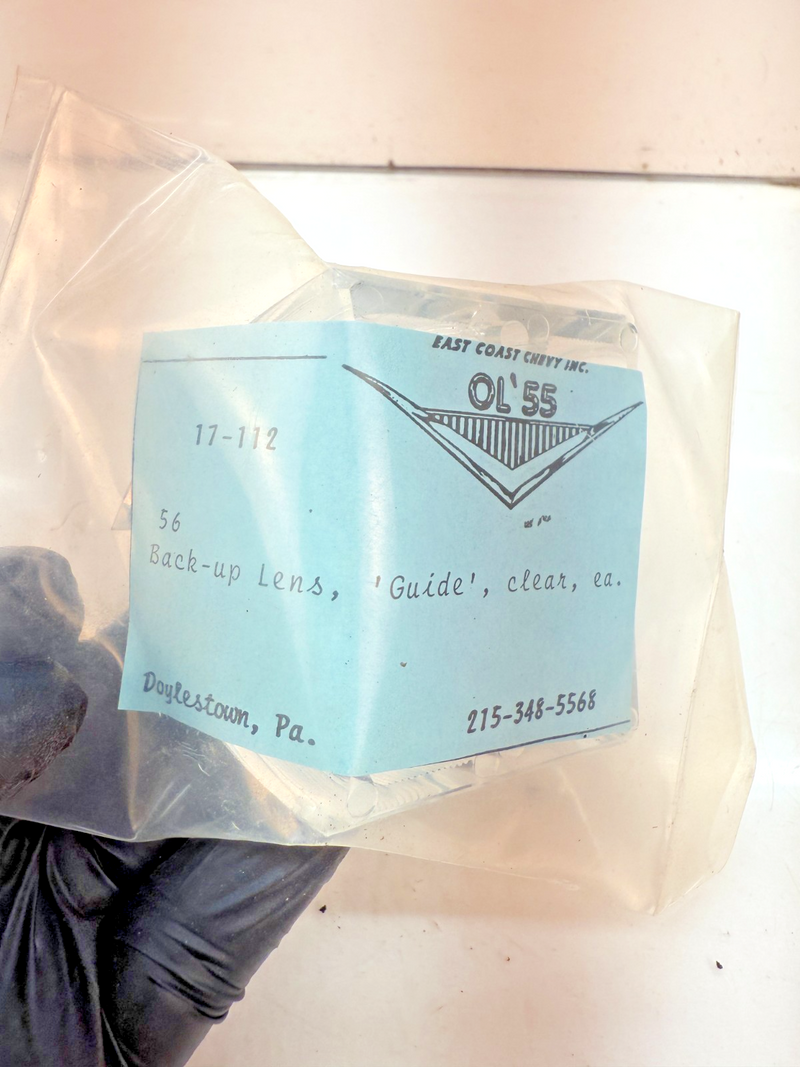 EAST COAST CHEVY INC.
OL'55
17-112
56
Back-up Lens, 'Guide', clear, ea.
Doylestown, Pa.
215-348-5568